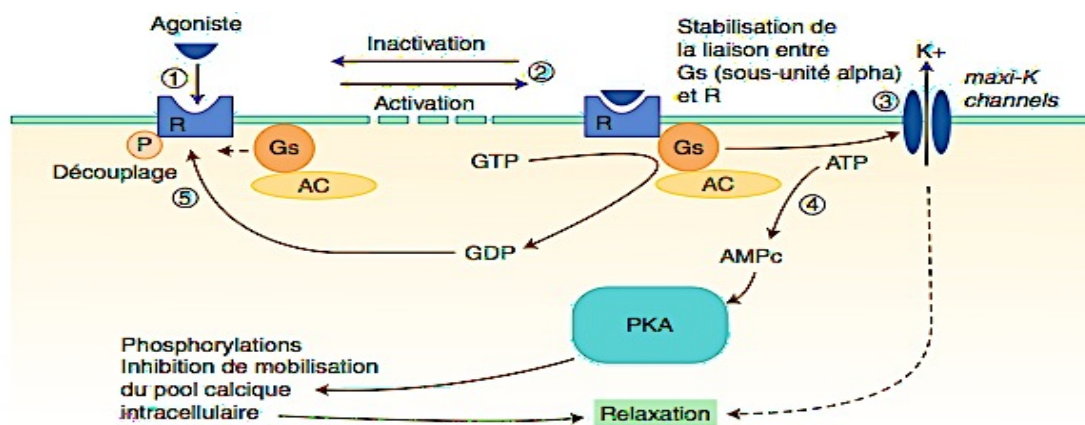 Agoniste
①
Inactivation
②
Activation
Stabilisation de
la liaison entre
Gs (sous-unité alpha)
et R
K+
③
maxi-K
channels
R
P
Découplage
Gs
AC
GTP
R
Gs
AC
ATP
④
⑤
GDP
AMPc
PKA
Phosphorylations
Inhibition de mobilisation
du pool calcique
intracellulaire
Relaxation